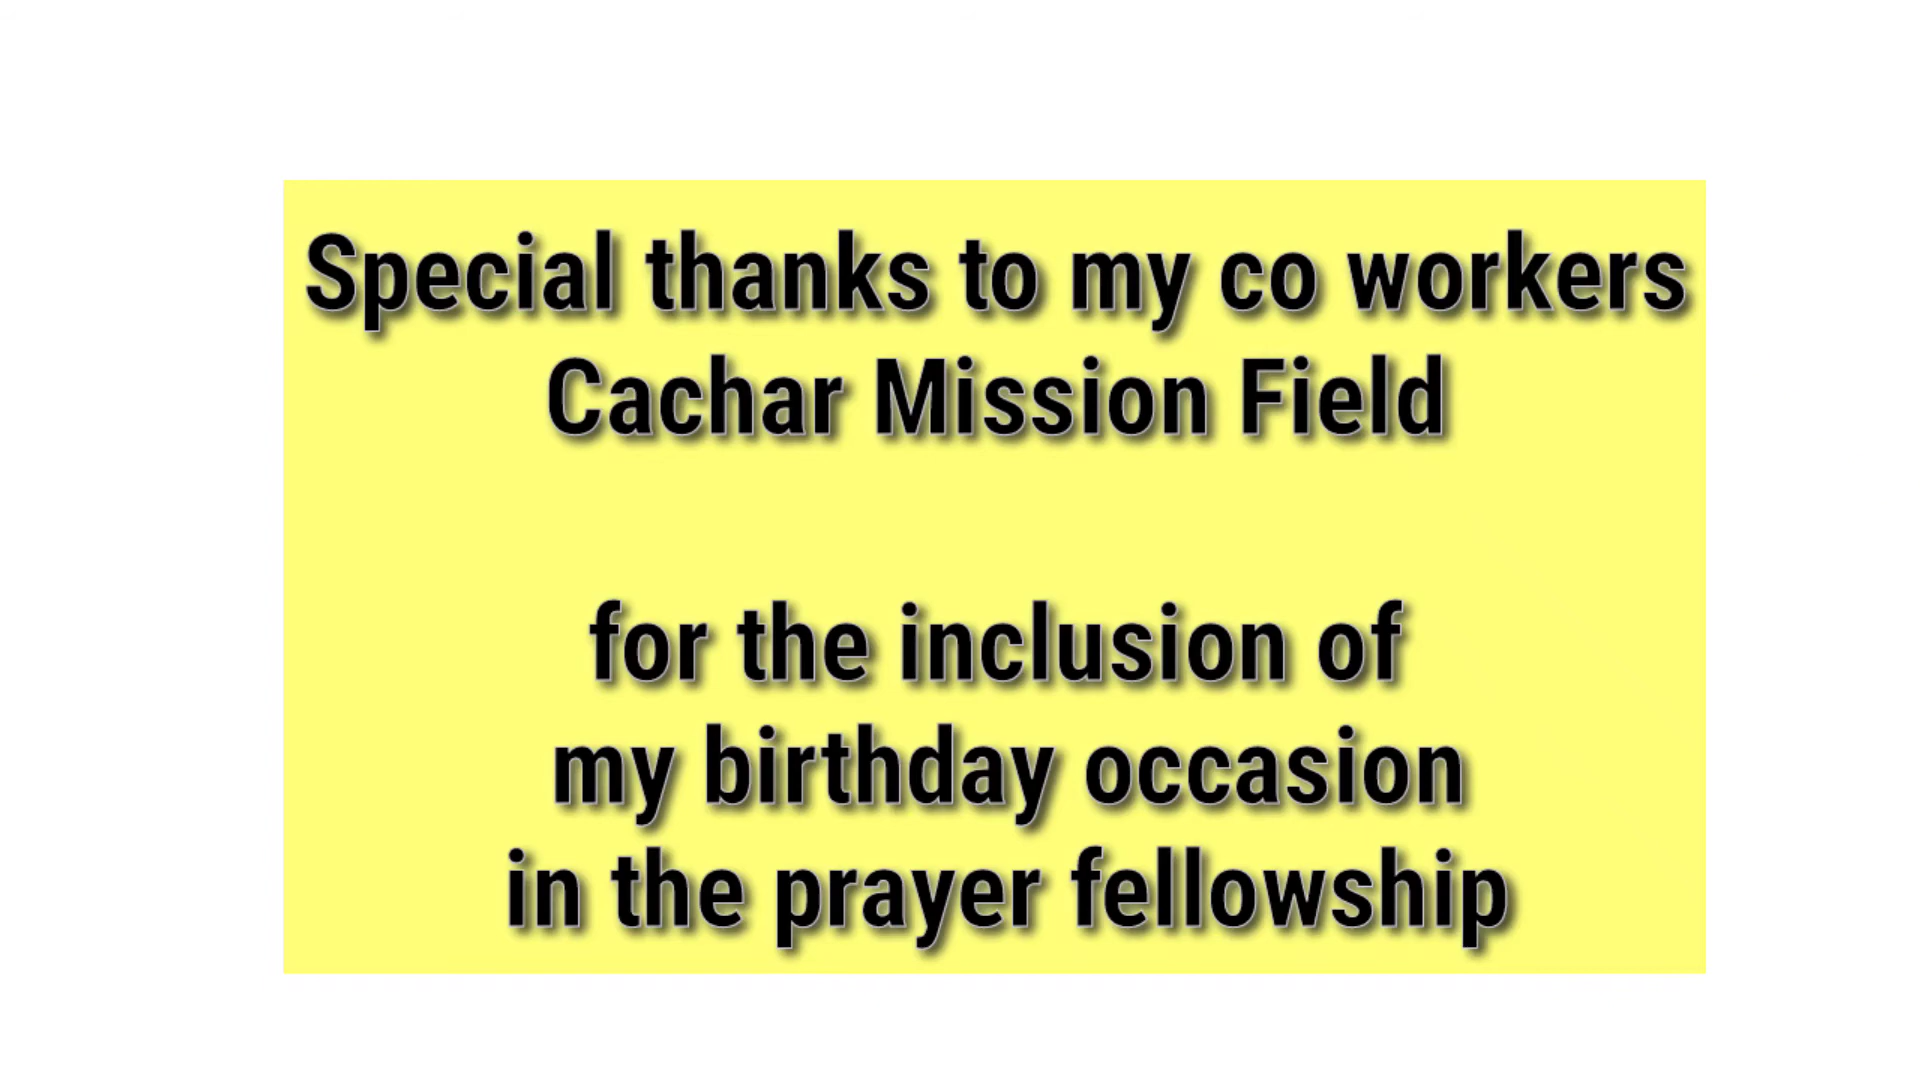 Special thanks to my co workers
Cachar Mission Field
for the inclusion of
my birthday occasion
in the prayer fellowship